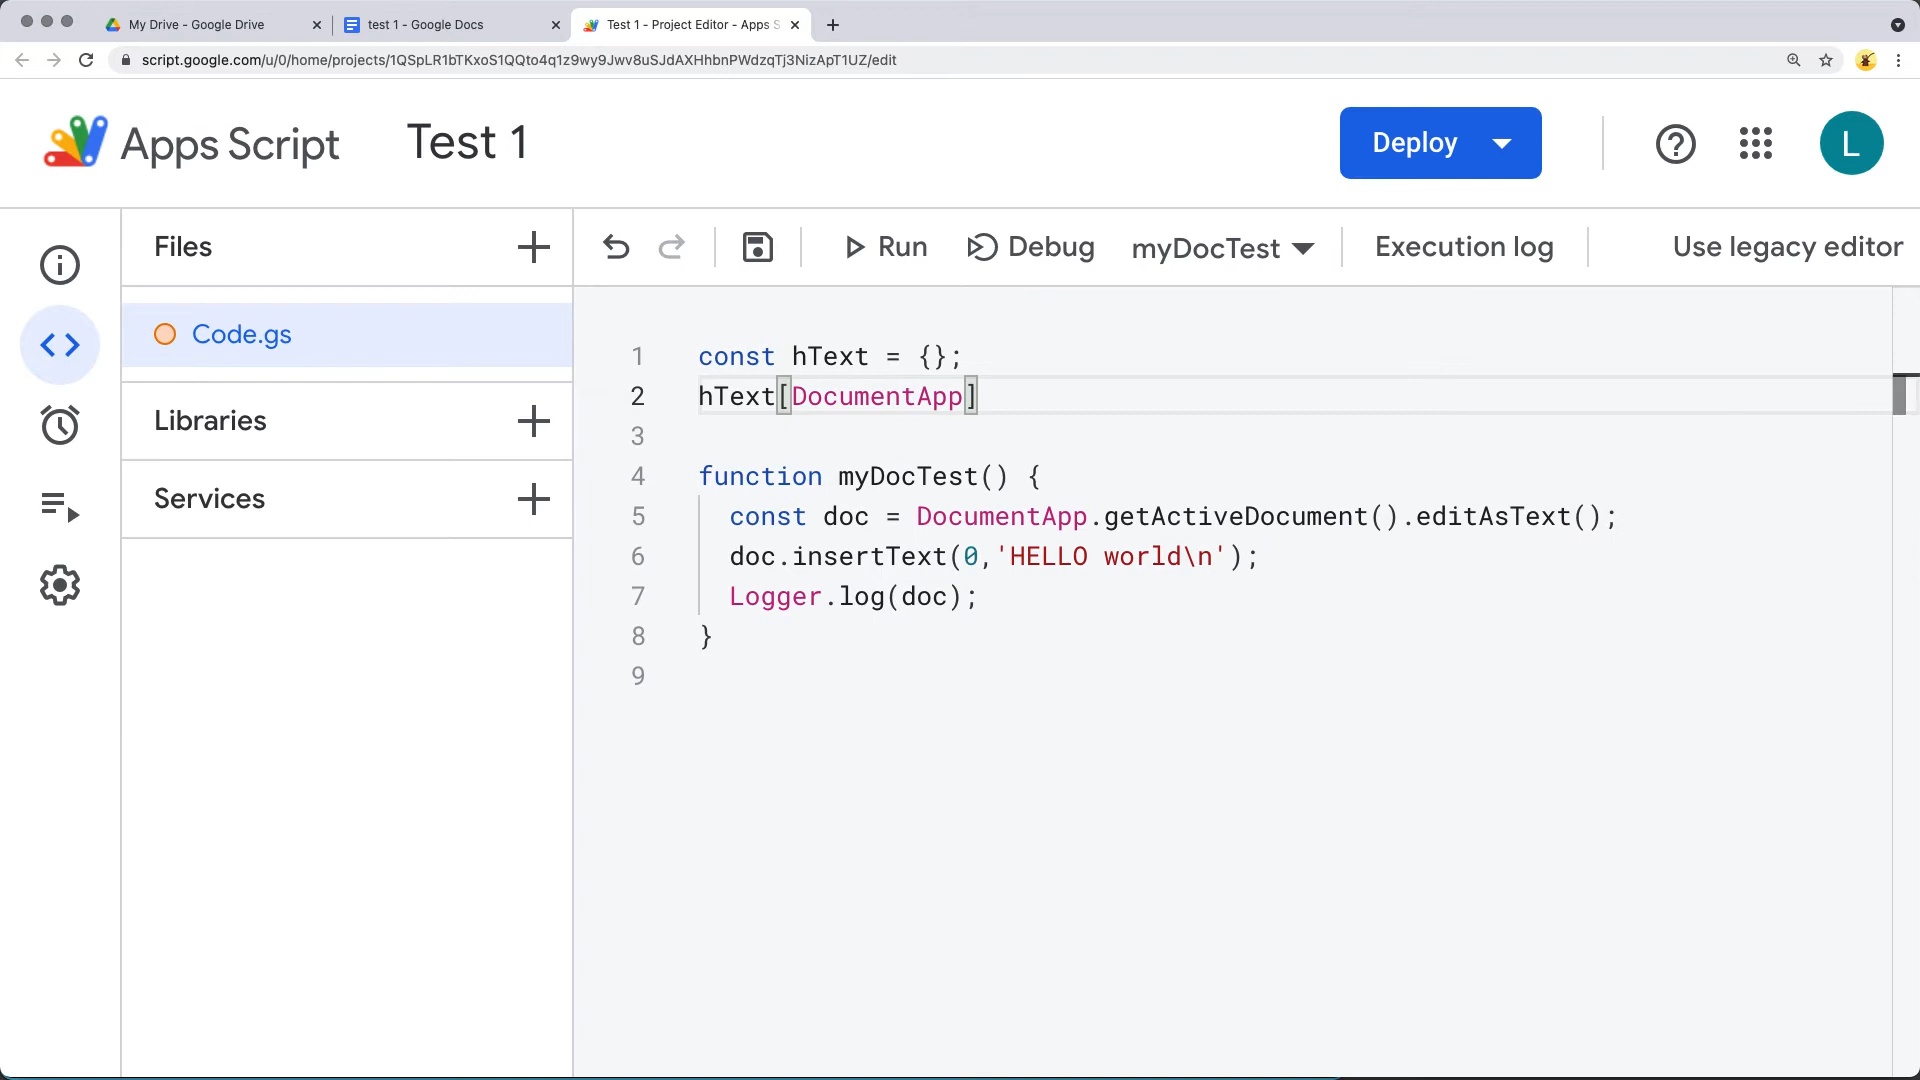 My Drive - Google Drive
test 1 - Google Docs
Test 1 - Project Editor - Apps S
script.google.com/u/0/home/projects/1QSpLR1bTKxoS1QQto4q1z9wy9Jwv8uSJdAXHhbnPWdzqTj3NizApT1UZ/edit
Apps Script
Test 1
Deploy
L
Files
Run
Debug
myDocTest
Execution log
Use legacy editor
Code.gs
Libraries
Services
1 const hText = {};
2 hText[DocumentApp]
3
4 function myDocTest() {
5 const doc = DocumentApp.getActiveDocument().editAsText();
6 doc.insertText(0,'HELLO world\n');
7 Logger.log(doc);
8 }
9